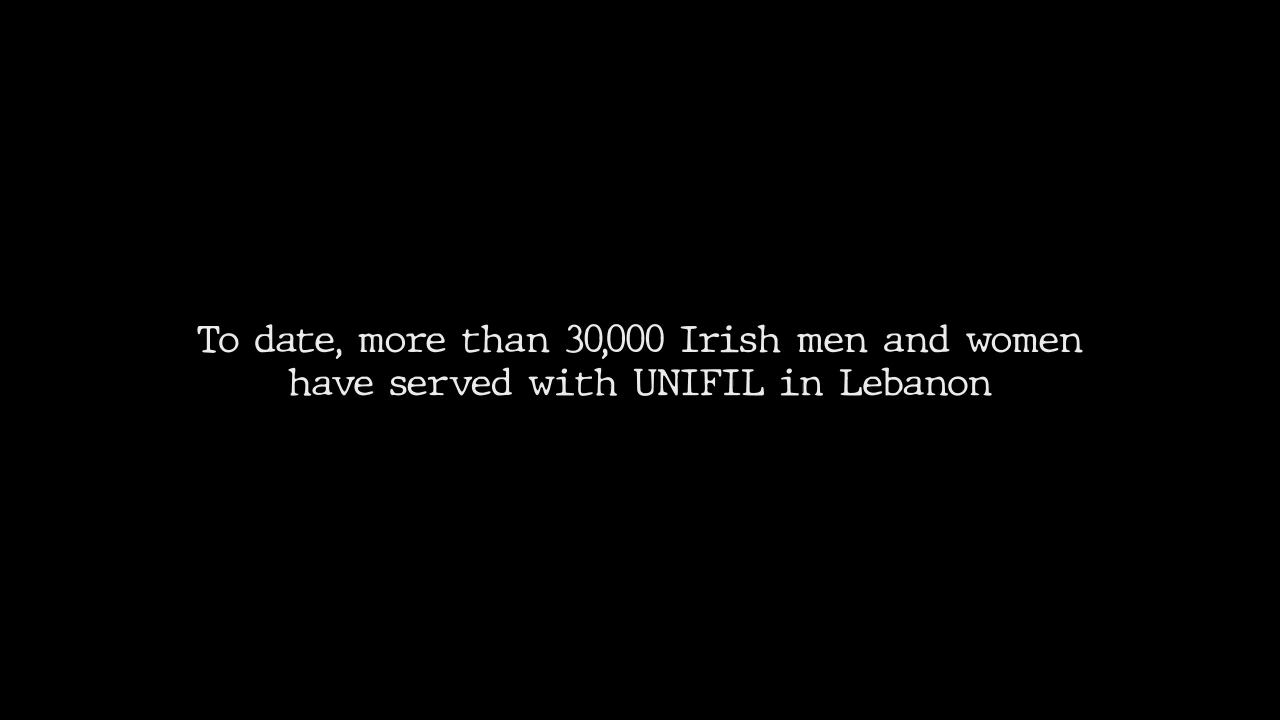 To date, more than 30,000 Irish men and women
have served with UNIFIL in Lebanon